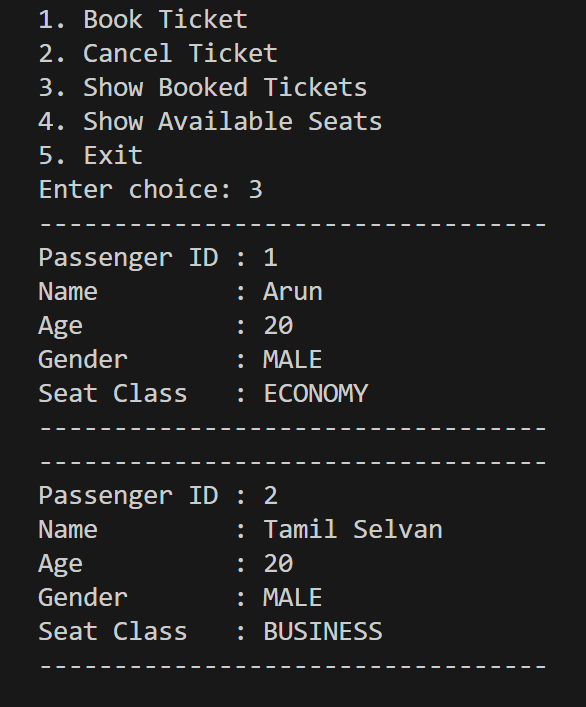 1. Book Ticket
2. Cancel Ticket
3. Show Booked Tickets
4. Show Available Seats
5. Exit
Enter choice: 3
----------------------------------
Passenger ID : 1
Name         : Arun
Age          : 20
Gender       : MALE
Seat Class   : ECONOMY
----------------------------------
----------------------------------
Passenger ID : 2
Name         : Tamil Selvan
Age          : 20
Gender       : MALE
Seat Class   : BUSINESS
----------------------------------